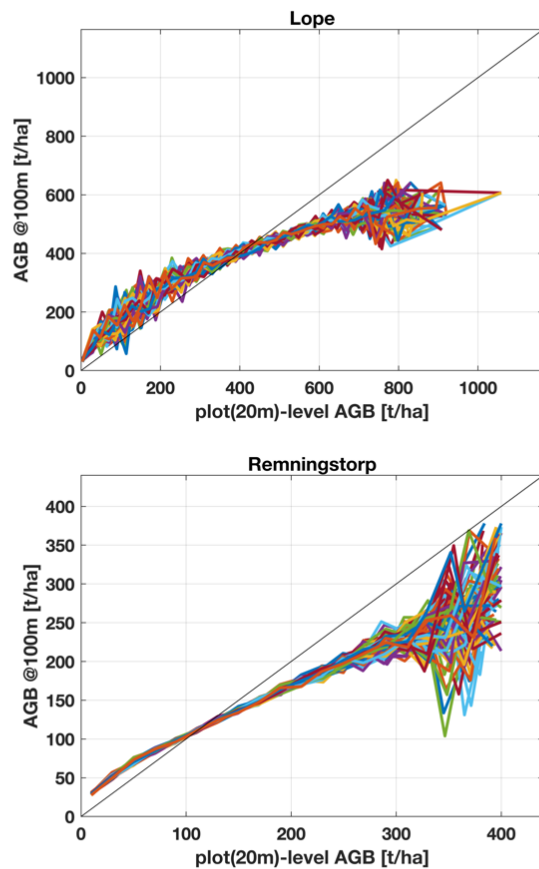 Lope
AGB @100m [t/ha]
1000
800
600
400
200
0
0 200 400 600 800 1000
plot(20m)-level AGB [t/ha]
Remningstorp
AGB @100m [t/ha]
400
350
300
250
200
150
100
50
0
0 100 200 300 400
plot(20m)-level AGB [t/ha]